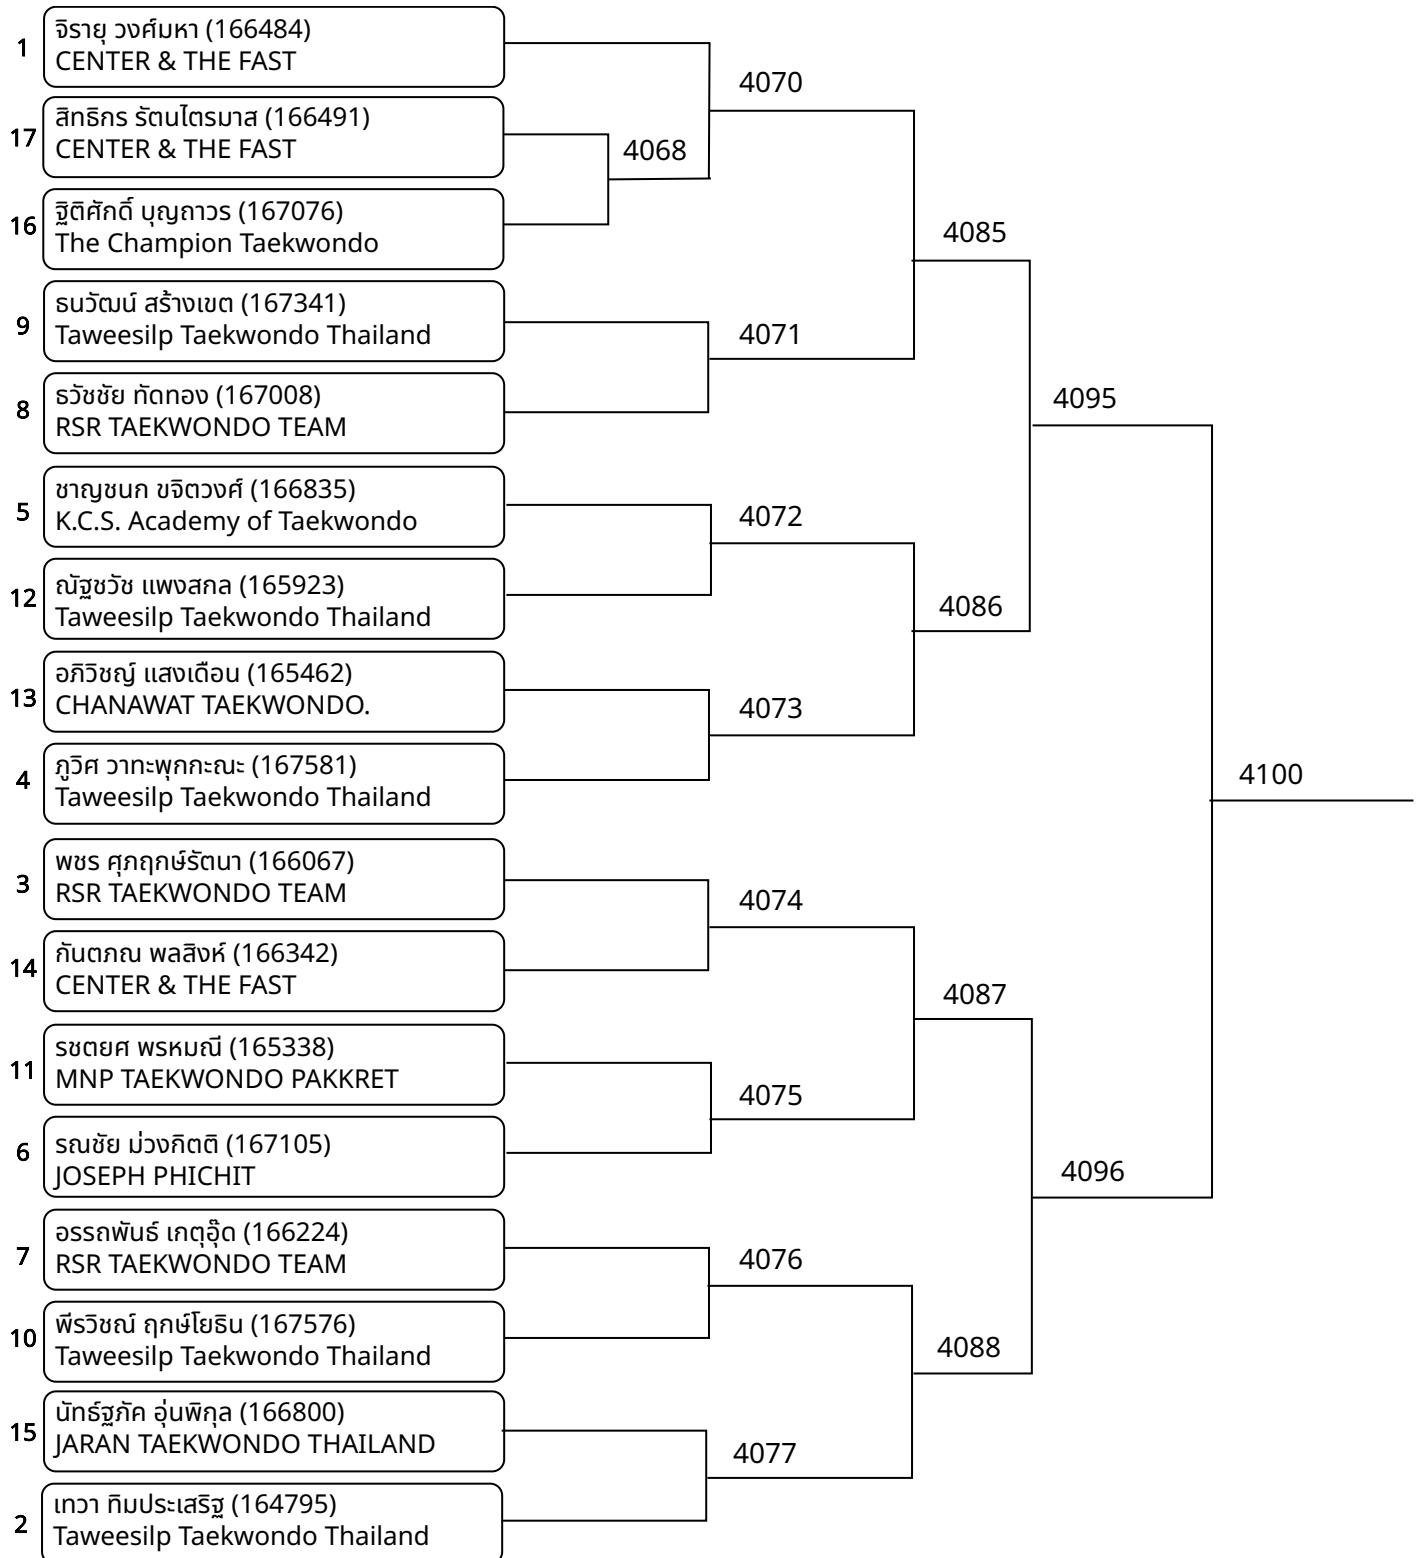 1
จิรายุ วงศ์มหา (166484)
CENTER & THE FAST
17
สิทธิกร รัตนไตรมาส (166491)
CENTER & THE FAST
16
ฐิติศักดิ์ บุญถาวร (167076)
The Champion Taekwondo
9
ธนวัฒน์ สร้างเขต (167341)
Taweesilp Taekwondo Thailand
8
ธวัชชัย ทัดทอง (167008)
RSR TAEKWONDO TEAM
5
ชาญชนก ขจิตวงศ์ (166835)
K.C.S. Academy of Taekwondo
12
ณัฐชวัช แพงสกล (165923)
Taweesilp Taekwondo Thailand
13
อภิวิชญ์ แสงเดือน (165462)
CHANAWAT TAEKWONDO.
4
ภูวิศ วาทะพุกกะณะ (167581)
Taweesilp Taekwondo Thailand
3
พชร ศุภฤกษ์รัตนา (166067)
RSR TAEKWONDO TEAM
14
กันตภณ พลสิงห์ (166342)
CENTER & THE FAST
11
รชตยศ พรหมณี (165338)
MNP TAEKWONDO PAKKRET
6
รณชัย ม่วงกิตติ (167105)
JOSEPH PHICHIT
7
อรรถพันธ์ เกตุอุ๊ด (166224)
RSR TAEKWONDO TEAM
10
พีรวิชณ์ ฤกษ์โยธิน (167576)
Taweesilp Taekwondo Thailand
15
นัทธ์ฐภัค อุ่นพิกุล (166800)
JARAN TAEKWONDO THAILAND
2
เทวา ทิมประเสริฐ (164795)
Taweesilp Taekwondo Thailand
4068
4070
4071
4072
4073
4074
4075
4076
4077
4085
4086
4087
4088
4095
4096
4100